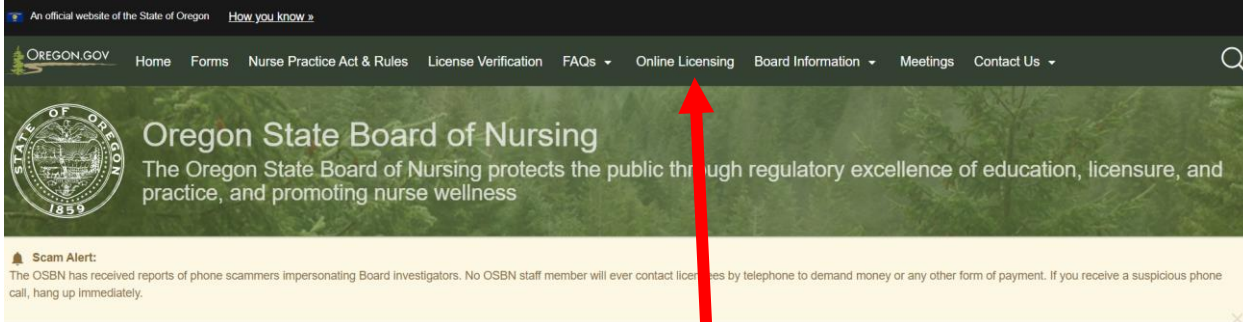 An official website of the State of Oregon How you know »
OREGON.GOV Home Forms Nurse Practice Act & Rules License Verification FAQs Online Licensing Board Information Meetings Contact Us
STATE OF OREGON
1859
Oregon State Board of Nursing
The Oregon State Board of Nursing protects the public through regulatory excellence of education, licensure, and
practice, and promoting nurse wellness
Scam Alert:
The OSBN has received reports of phone scammers impersonating Board investigators. No OSBN staff member will ever contact licensees by telephone to demand money or any other form of payment. If you receive a suspicious phone
call, hang up immediately.